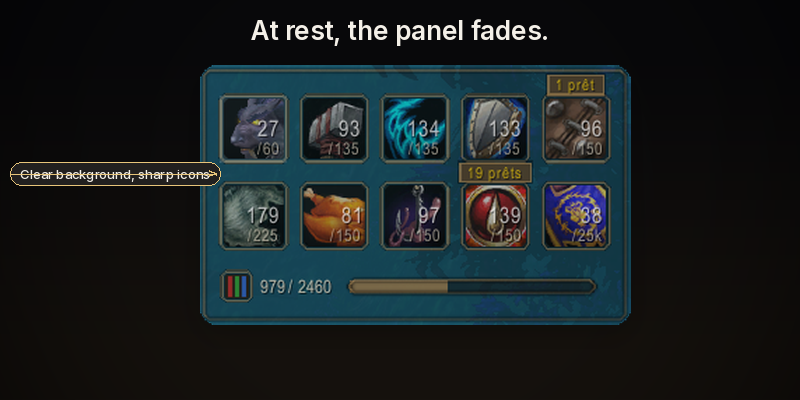 At rest, the panel fades.
1 prêt
27 93 134 133 96
/60 /135 /135 /135 /150
Clear background, sharp icons
19 prêts
179 81 97 139 38
/225 /150 /150 /150 /25k
979 / 2460